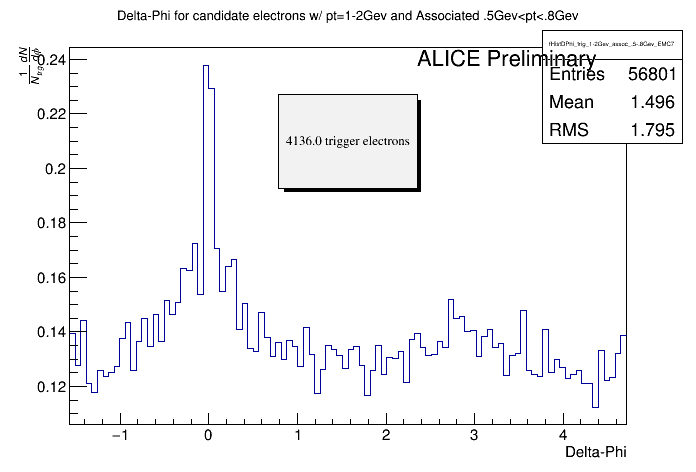 Delta-Phi for candidate electrons w/ pt=1-2Gev and Associated .5Gev<pt<.8Gev
1 dN
N_trig dϕ
ALICE Preliminary
fHistDPhi_trig_1-2Gev_assoc_.5-.8Gev_EMC7
Entries 56801
Mean 1.496
RMS 1.795
4136.0 trigger electrons
0.24
0.22
0.2
0.18
0.16
0.14
0.12
−1 0 1 2 3 4
Delta-Phi